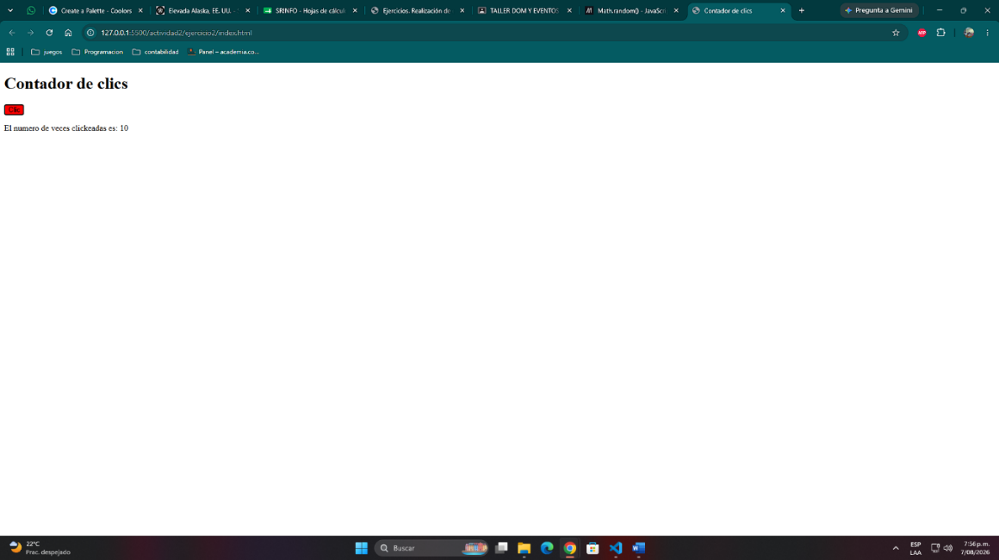 Create a Palette - Coolors
Elevada Alaska, EE. UU. -
SRINFO - Hojas de cálcul
Ejercicios. Realización de
TALLER DOM Y EVENTOS
Math.random() - JavaScri
Contador de clics
Pregunta a Gemini
127.0.0.1:5500/actividad2/ejercicio2/index.html
ABP
juegos
Programacion
contabilidad
Panel – academia.co...
Contador de clics
Clic
El numero de veces clickeadas es: 10
22°C
Prac. despejado
Buscar
ESP
LAA
7:56 p.m.
7/08/2026